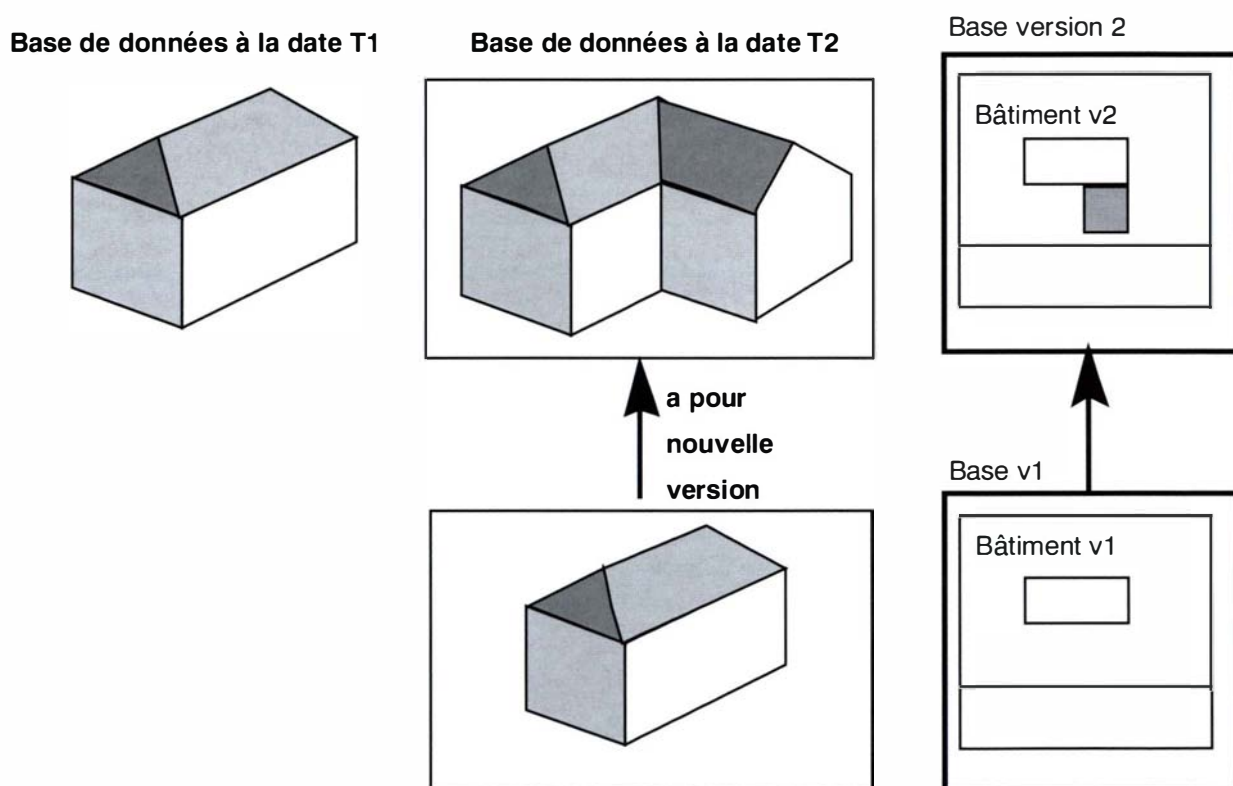 Base de données à la date T1
Base de données à la date T2
Base version 2
Bâtiment v2
a pour
nouvelle
version
Base v1
Bâtiment v1